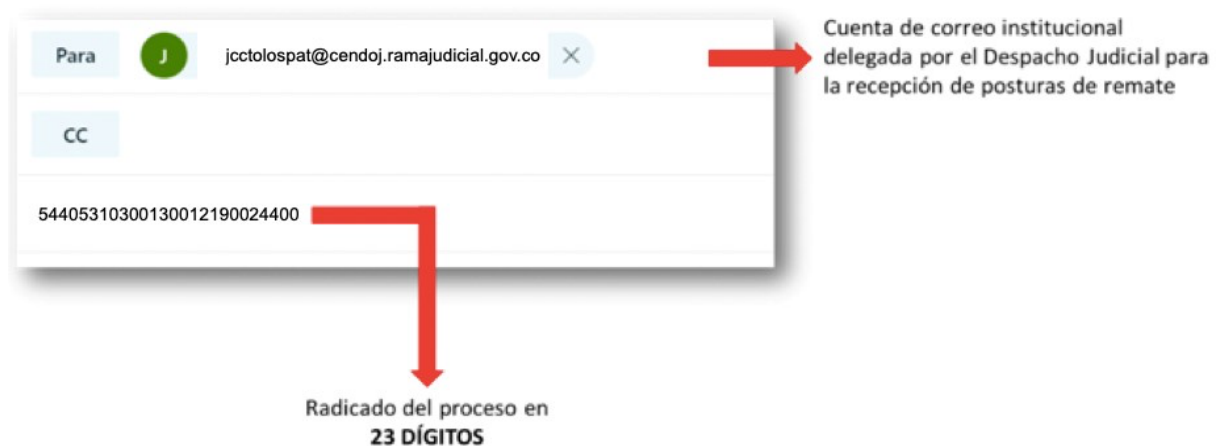 Para
J
jcctolospat@cendoj.ramajudicial.gov.co
Cuenta de correo institucional
delegada por el Despacho Judicial para
la recepción de posturas de remate
CC
54405310300130012190024400
Radicado del proceso en
23 DÍGITOS